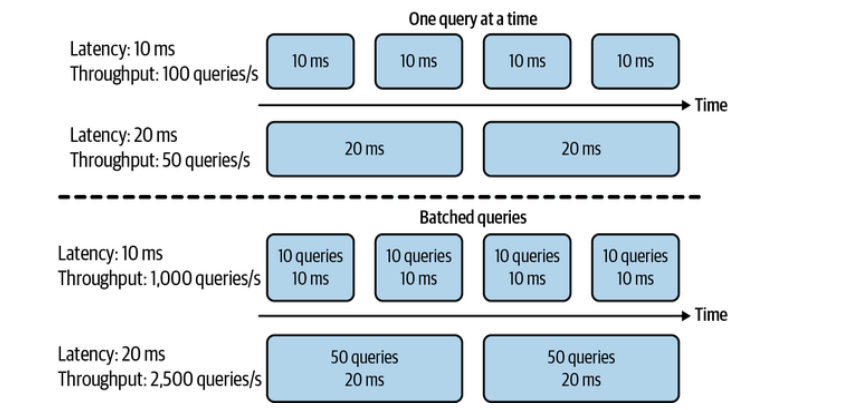 One query at a time
Latency: 10 ms
Throughput: 100 queries/s
10 ms
10 ms
10 ms
10 ms
Time
Latency: 20 ms
Throughput: 50 queries/s
20 ms
20 ms
Batched queries
Latency: 10 ms
Throughput: 1,000 queries/s
10 queries
10 ms
10 queries
10 ms
10 queries
10 ms
10 queries
10 ms
Time
Latency: 20 ms
Throughput: 2,500 queries/s
50 queries
20 ms
50 queries
20 ms